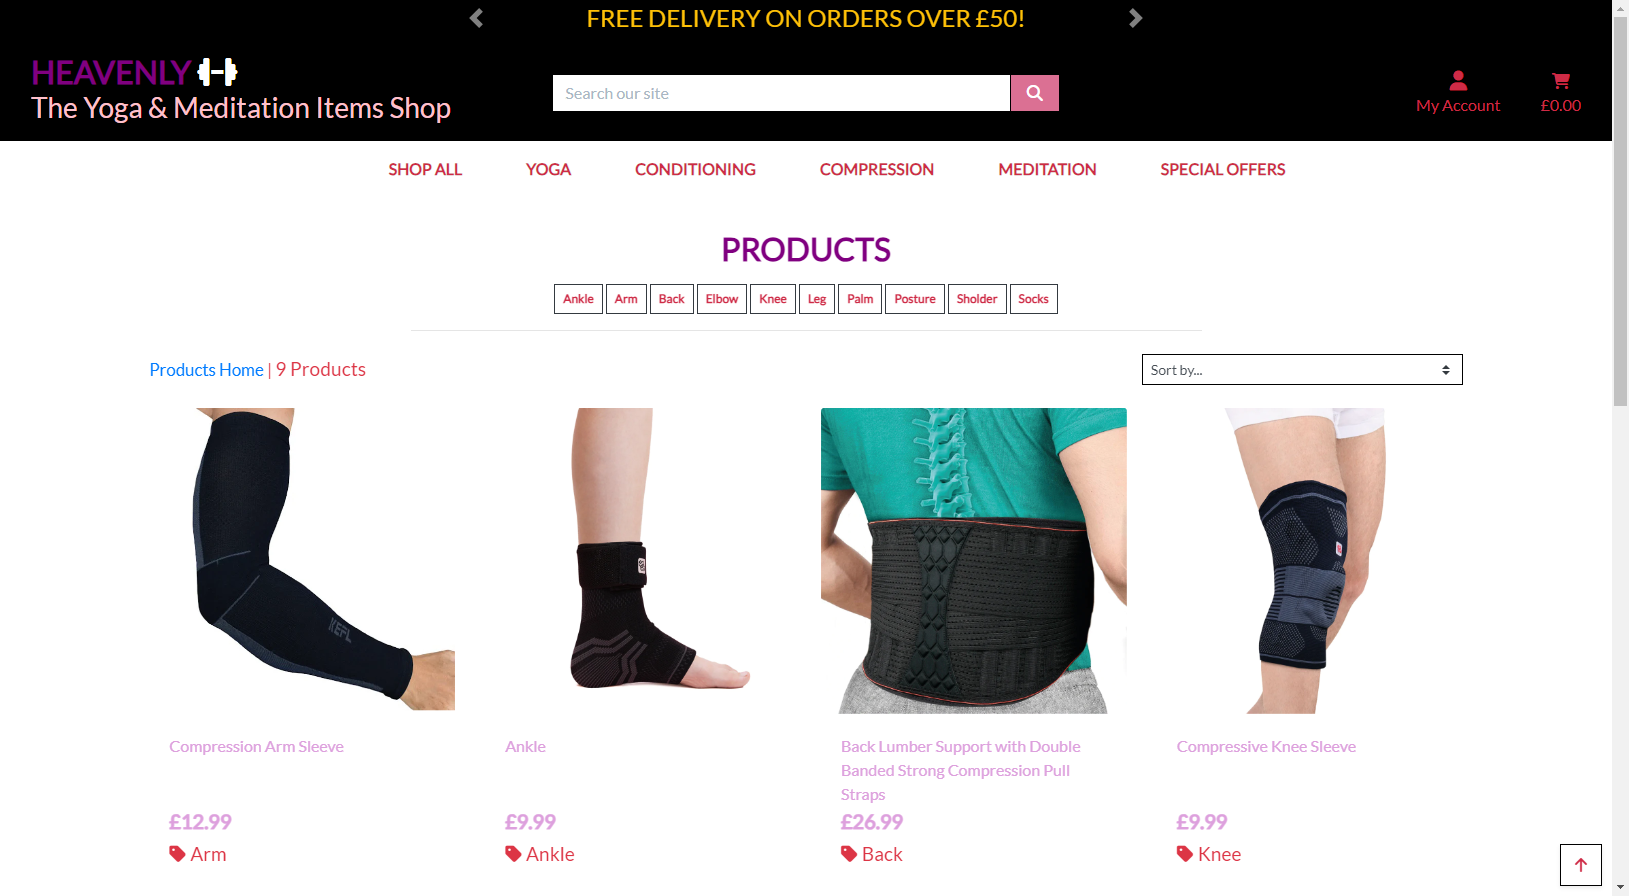 FREE DELIVERY ON ORDERS OVER £50!
HEAVENLY
The Yoga & Meditation Items Shop
Search our site
My Account
£0.00
SHOP ALL
YOGA
CONDITIONING
COMPRESSION
MEDITATION
SPECIAL OFFERS
PRODUCTS
Ankle
Arm
Back
Elbow
Knee
Leg
Palm
Posture
Sholder
Socks
Products Home | 9 Products
Sort by...
KEFL
Compression Arm Sleeve
£12.99
Arm
Ankle
£9.99
Ankle
Back Lumber Support with Double
Banded Strong Compression Pull
Straps
£26.99
Back
Compressive Knee Sleeve
£9.99
Knee